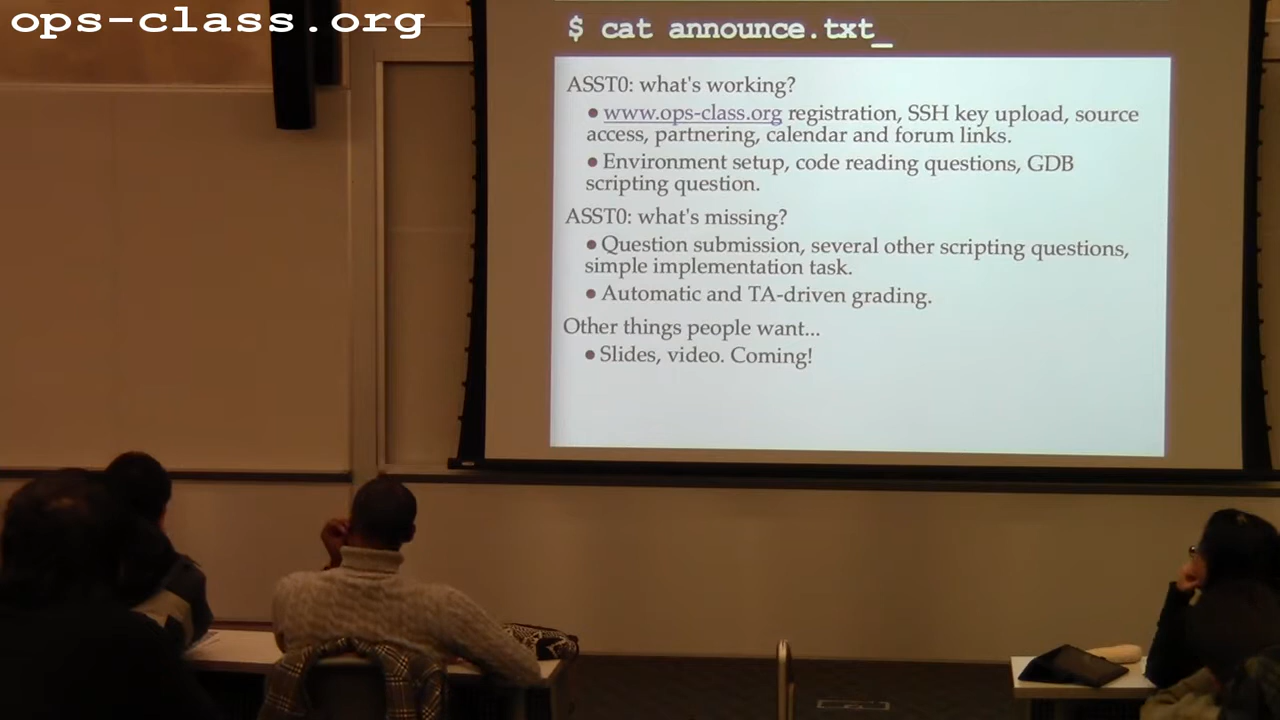 ops-class.org
$ cat announce.txt_
ASST0: what's working?
● www.ops-class.org registration, SSH key upload, source
access, partnering, calendar and forum links.
● Environment setup, code reading questions, GDB
scripting question.
ASST0: what's missing?
● Question submission, several other scripting questions,
simple implementation task.
● Automatic and TA-driven grading.
Other things people want...
● Slides, video. Coming!